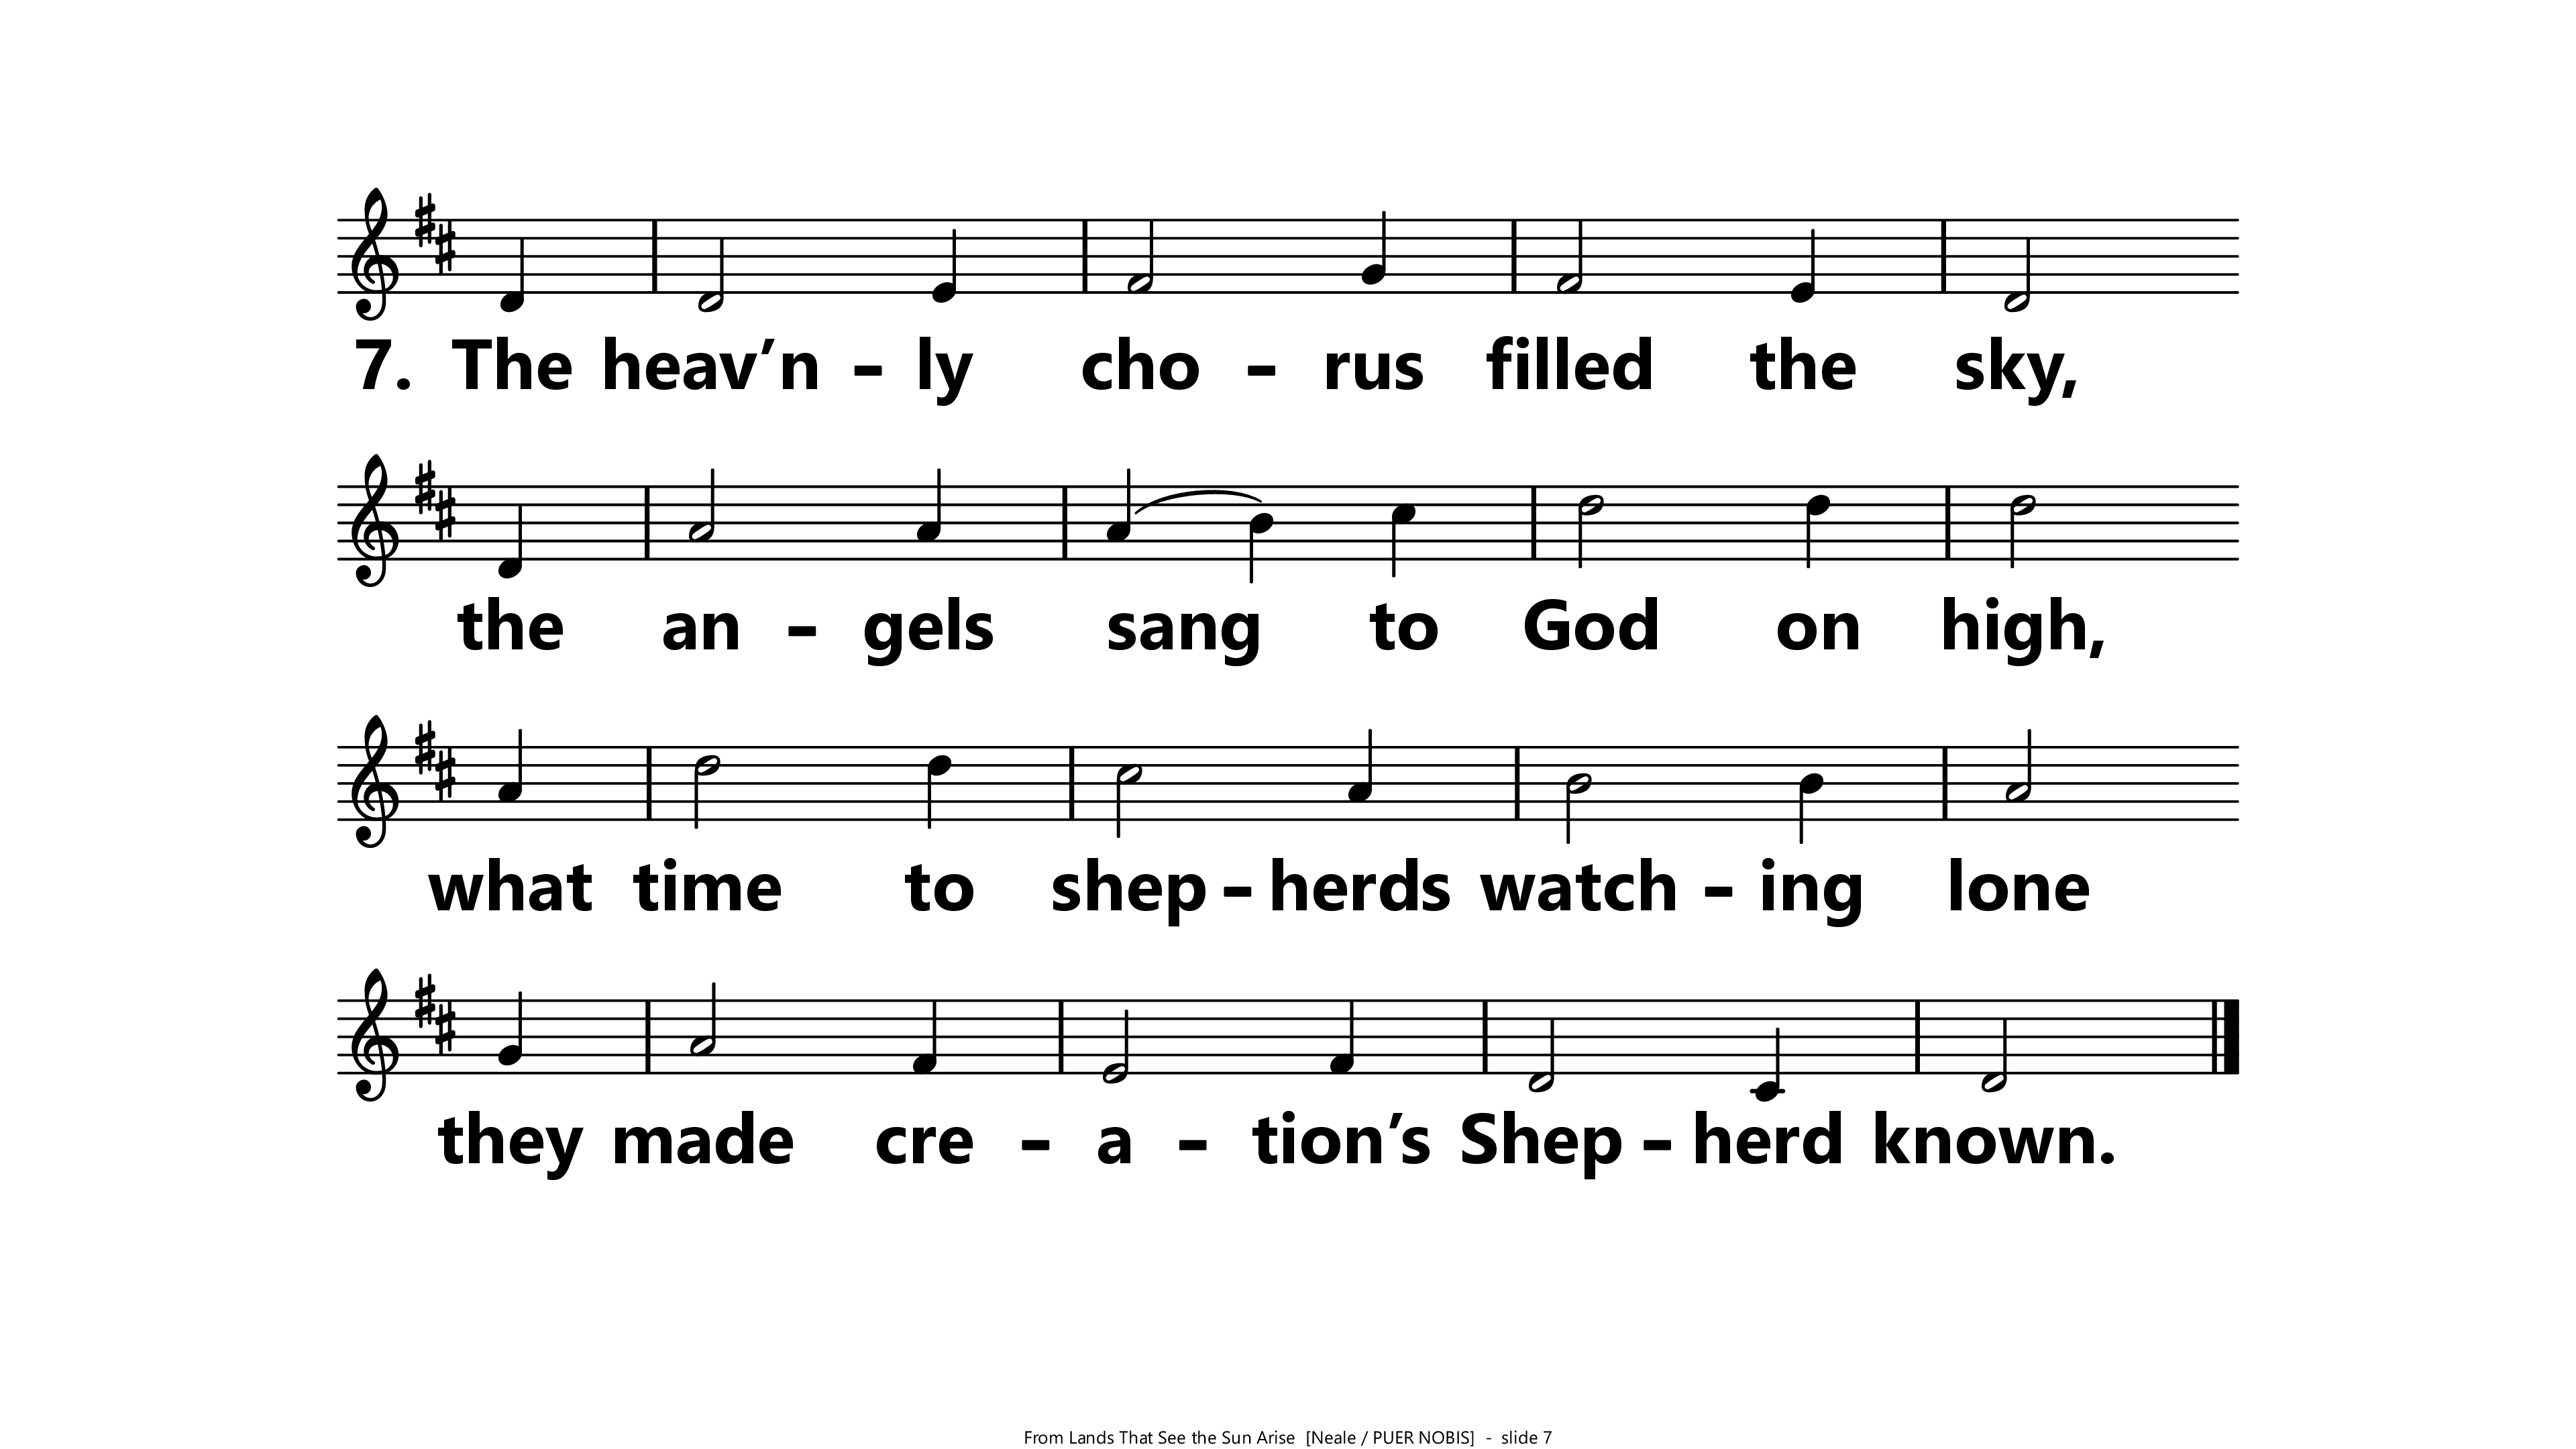 7. The heav’n - ly cho - rus filled the sky,
the an - gels sang to God on high,
what time to shep - herds watch - ing lone
they made cre - a - tion’s Shep - herd known.
From Lands That See the Sun Arise [Neale / PUER NOBIS] - slide 7